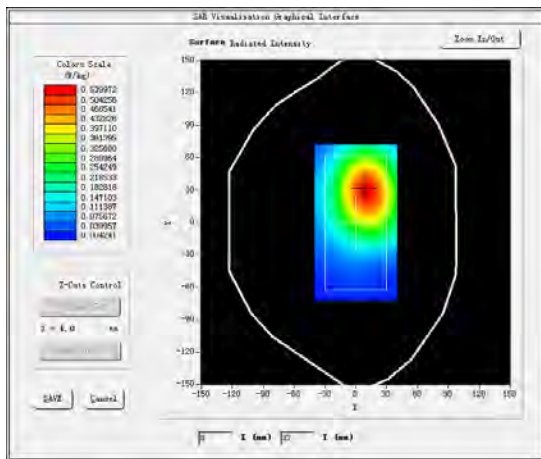 SAR Visualisation Graphical Interface
Surface Radiated Intensity
Zoom In/Out
Colors Scale
(W/kg)
0.539972
0.504256
0.468541
0.432826
0.397110
0.361395
0.325680
0.289964
0.254249
0.218533
0.182818
0.147103
0.111387
0.075672
0.039957
0.004241
Z-Cuts Control
Z = 4.0 mm
SAVE
Cancel
150
120
90
60
30
0
-30
-60
-90
-120
-150
Y
-150 -120 -90 -60 -30 0 30 60 90 120 150
X
X (mm)
Y (mm)